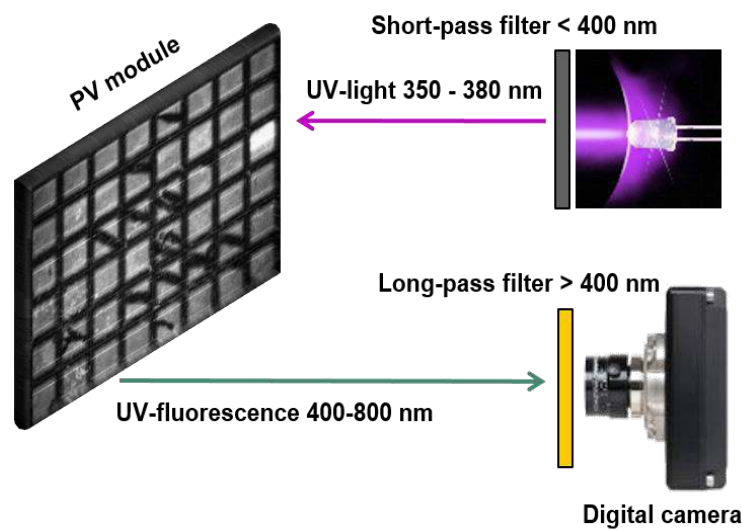 Short-pass filter < 400 nm
PV module
UV-light 350 - 380 nm
Long-pass filter > 400 nm
UV-fluorescence 400-800 nm
Digital camera